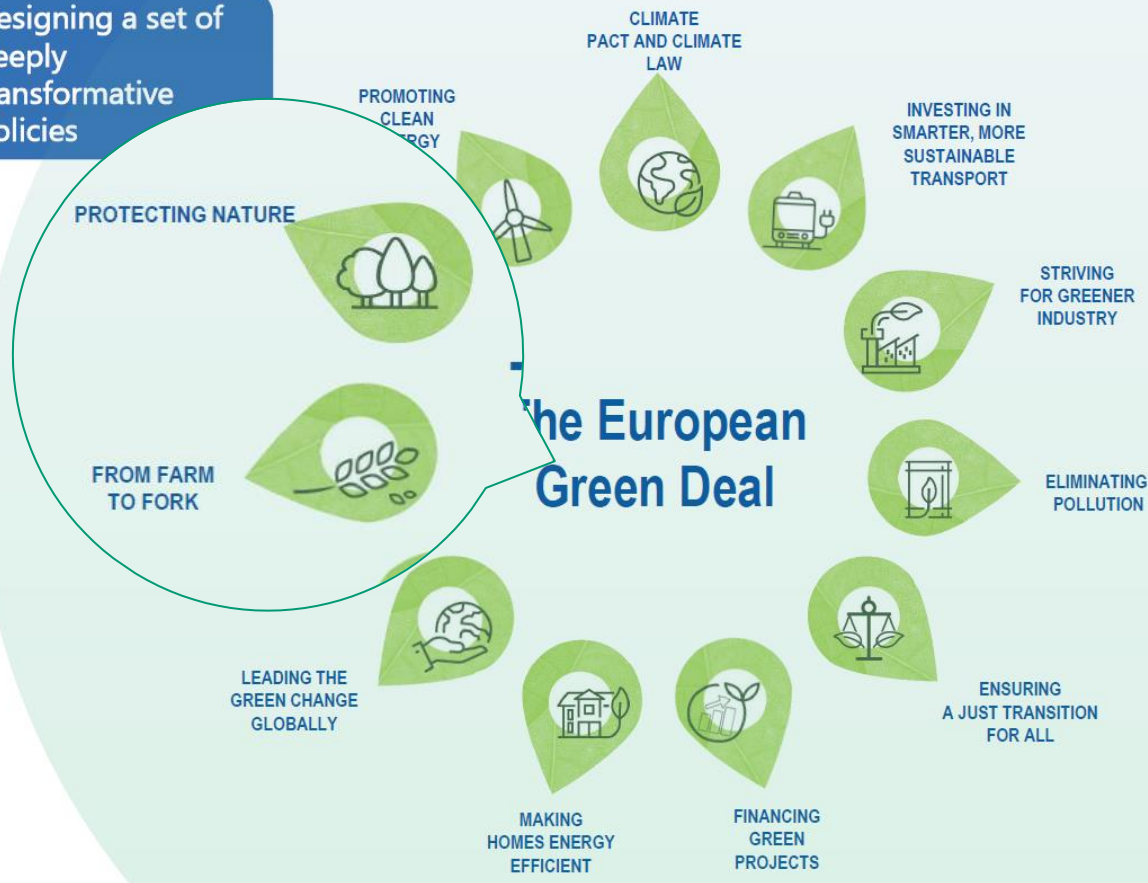 esigning a set of
eeply
ansformative
olicies
CLIMATE
PACT AND CLIMATE
LAW
PROMOTING
CLEAN
RGY
INVESTING IN
SMARTER, MORE
SUSTAINABLE
TRANSPORT
PROTECTING NATURE
STRIVING
FOR GREENER
INDUSTRY
he European
Green Deal
FROM FARM
TO FORK
ELIMINATING
POLLUTION
LEADING THE
GREEN CHANGE
GLOBALLY
ENSURING
A JUST TRANSITION
FOR ALL
MAKING
HOMES ENERGY
EFFICIENT
FINANCING
GREEN
PROJECTS